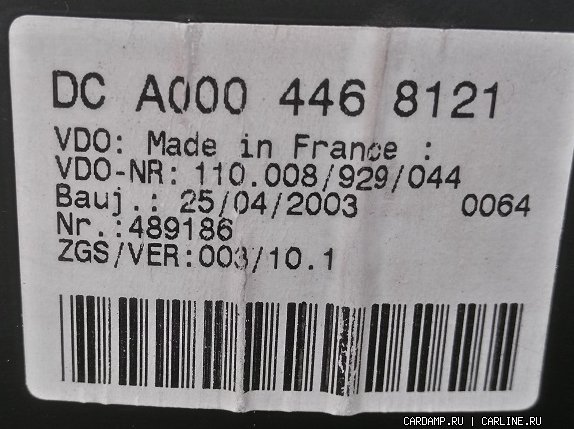 DC A000 446 8121
VDO: Made in France :
VDO-NR: 110.008/929/044
Bauj.: 25/04/2003 0064
Nr.:489186
ZGS/VER:003/10.1
CARDAMP.RU | CARLINE.RU